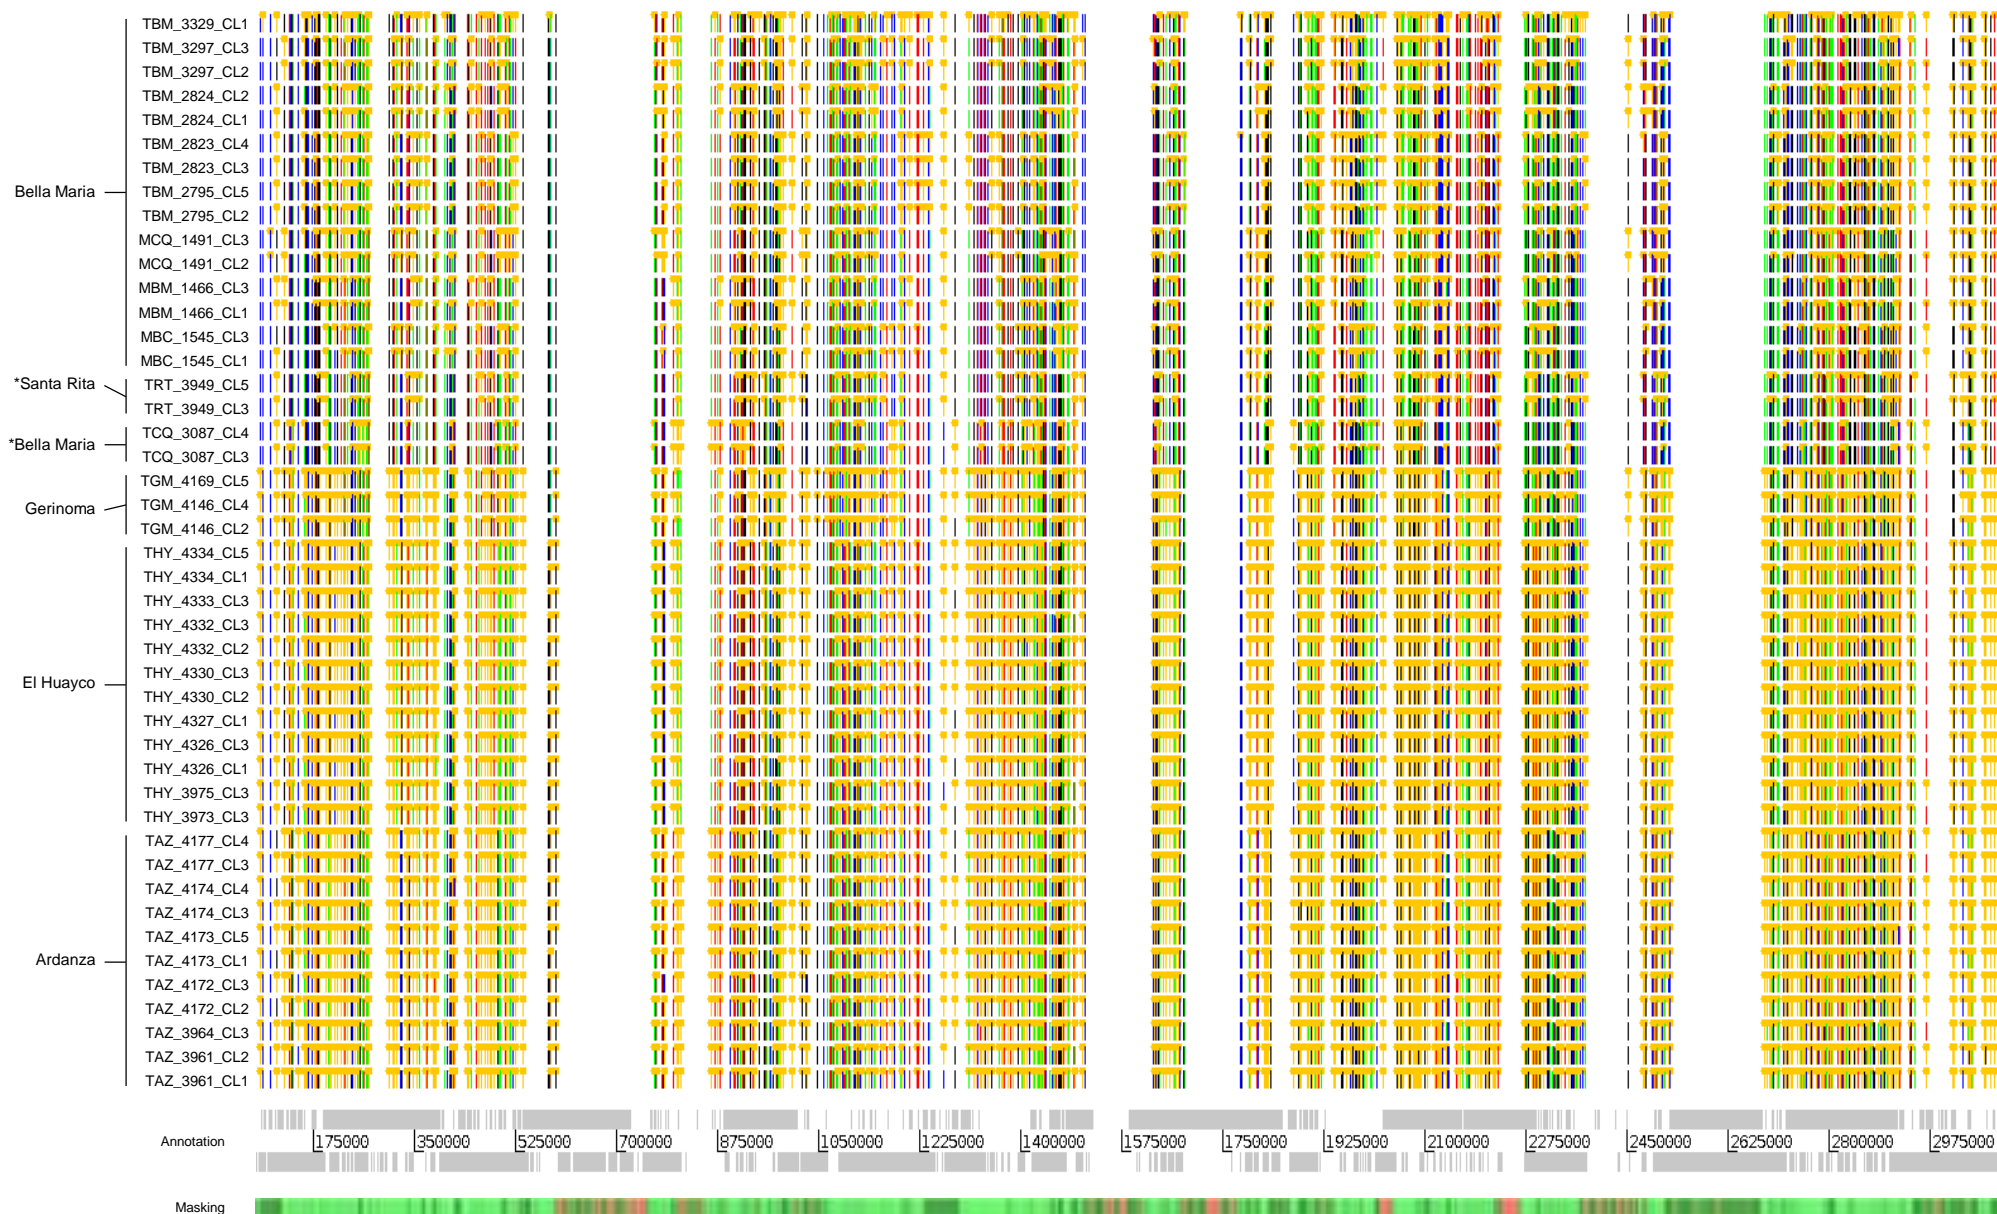 TBM_3329_CL1
TBM_3297_CL3
TBM_3297_CL2
TBM_2824_CL2
TBM_2824_CL1
TBM_2823_CL4
TBM_2823_CL3
Bella Maria
TBM_2795_CL5
TBM_2795_CL2
MCQ_1491_CL3
MCQ_1491_CL2
MBM_1466_CL3
MBM_1466_CL1
MBC_1545_CL3
MBC_1545_CL1
*Santa Rita
TRT_3949_CL5
TRT_3949_CL3
TCQ_3087_CL4
*Bella Maria
TCQ_3087_CL3
TGM_4169_CL5
Gerinoma
TGM_4146_CL4
TGM_4146_CL2
THY_4334_CL5
THY_4334_CL1
THY_4333_CL3
THY_4332_CL3
THY_4332_CL2
THY_4330_CL3
El Huayco
THY_4330_CL2
THY_4327_CL1
THY_4326_CL3
THY_4326_CL1
THY_3975_CL3
THY_3973_CL3
TAZ_4177_CL4
TAZ_4177_CL3
TAZ_4174_CL4
TAZ_4174_CL3
TAZ_4173_CL5
Ardanza
TAZ_4173_CL1
TAZ_4172_CL3
TAZ_4172_CL2
TAZ_3964_CL3
TAZ_3961_CL2
TAZ_3961_CL1
Annotation 175000 350000 525000 700000 875000 1050000 1225000 1400000 1575000 1750000 1925000 2100000 2275000 2450000 2625000 2800000 2975000
Masking